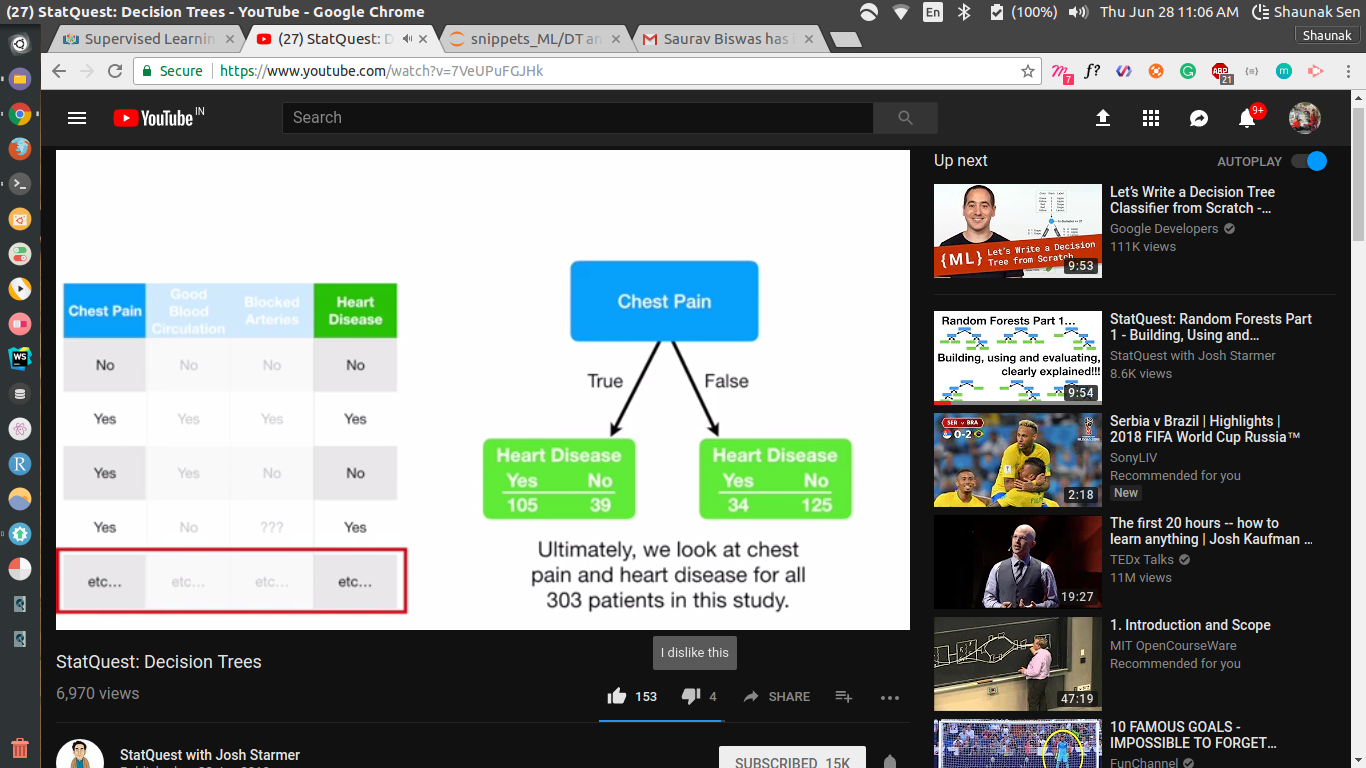 (27) StatQuest: Decision Trees - YouTube - Google Chrome
En (100%) Thu Jun 28 11:06 AM Shaunak Sen
Supervised Learnin
(27) StatQuest: D
snippets_ML/DT an
Saurav Biswas has i
Shaunak
Secure https://www.youtube.com/watch?v=7VeUPuFGJHk
7
f?
ABP
21
m
YouTube IN
Search
9+
Chest Pain Good Blood Circulation Blocked Arteries Heart Disease
No No No No
Yes Yes Yes Yes
Yes Yes No No
Yes No ??? Yes
etc... etc... etc... etc...
Chest Pain
True False
Heart Disease
Yes No
105 39
Heart Disease
Yes No
34 125
Ultimately, we look at chest
pain and heart disease for all
303 patients in this study.
I dislike this
StatQuest: Decision Trees
6,970 views
153 4 SHARE
StatQuest with Josh Starmer
SUBSCRIBED 15K
Up next AUTOPLAY
{ML} Let's Write a Decision
Tree from Scratch
9:53
Let's Write a Decision Tree
Classifier from Scratch -...
Google Developers
111K views
Random Forests Part 1...
Building, using and evaluating,
clearly explained!!!
9:54
StatQuest: Random Forests Part
1 - Building, Using and...
StatQuest with Josh Starmer
8.6K views
SER v BRA
0-2
2:18
Serbia v Brazil | Highlights |
2018 FIFA World Cup Russia™
SonyLIV
Recommended for you
New
19:27
The first 20 hours -- how to
learn anything | Josh Kaufman ...
TEDx Talks
11M views
47:19
1. Introduction and Scope
MIT OpenCourseWare
Recommended for you
10 FAMOUS GOALS -
IMPOSSIBLE TO FORGET...
FunChannel
WS
R